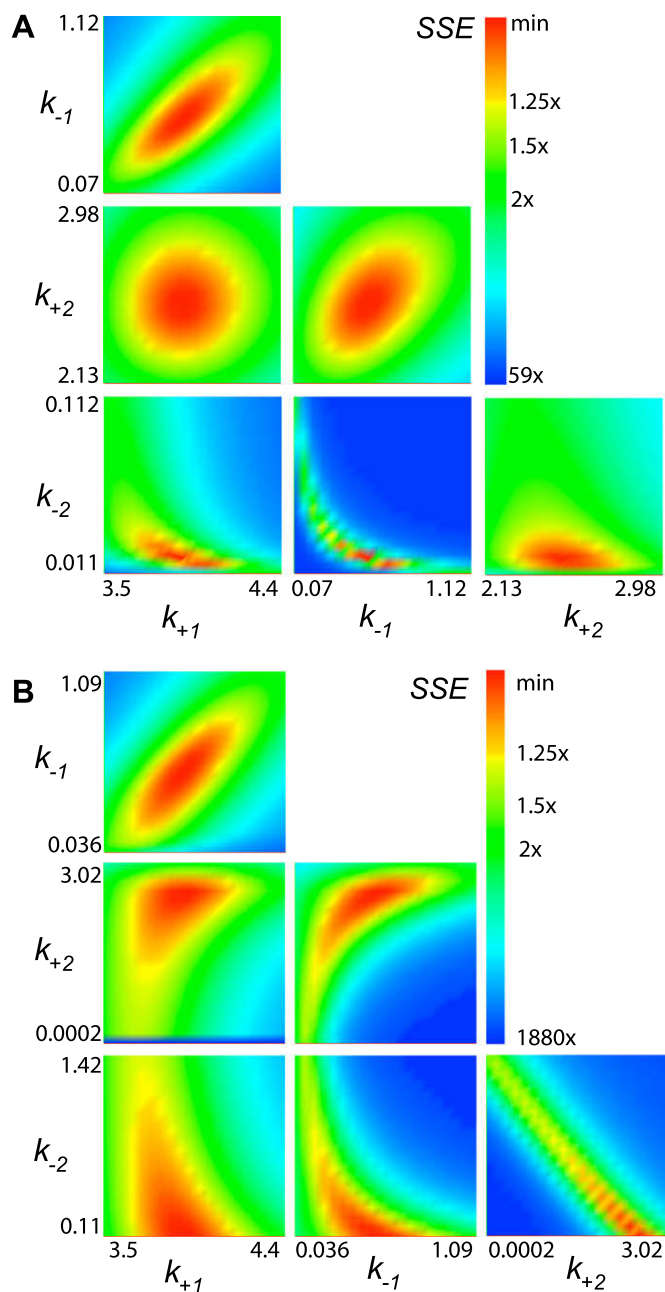 A
1.12
SSE
min
k-1
1.25x
1.5x
0.07
2x
2.98
k+2
2.13
59x
0.112
k-2
0.011
3.5 4.4 0.07 1.12 2.13 2.98
k+1 k-1 k+2
B
1.09
SSE
min
k-1
1.25x
1.5x
0.036
2x
3.02
k+2
0.0002
1880x
1.42
k-2
0.11
3.5 4.4 0.036 1.09 0.0002 3.02
k+1 k-1 k+2